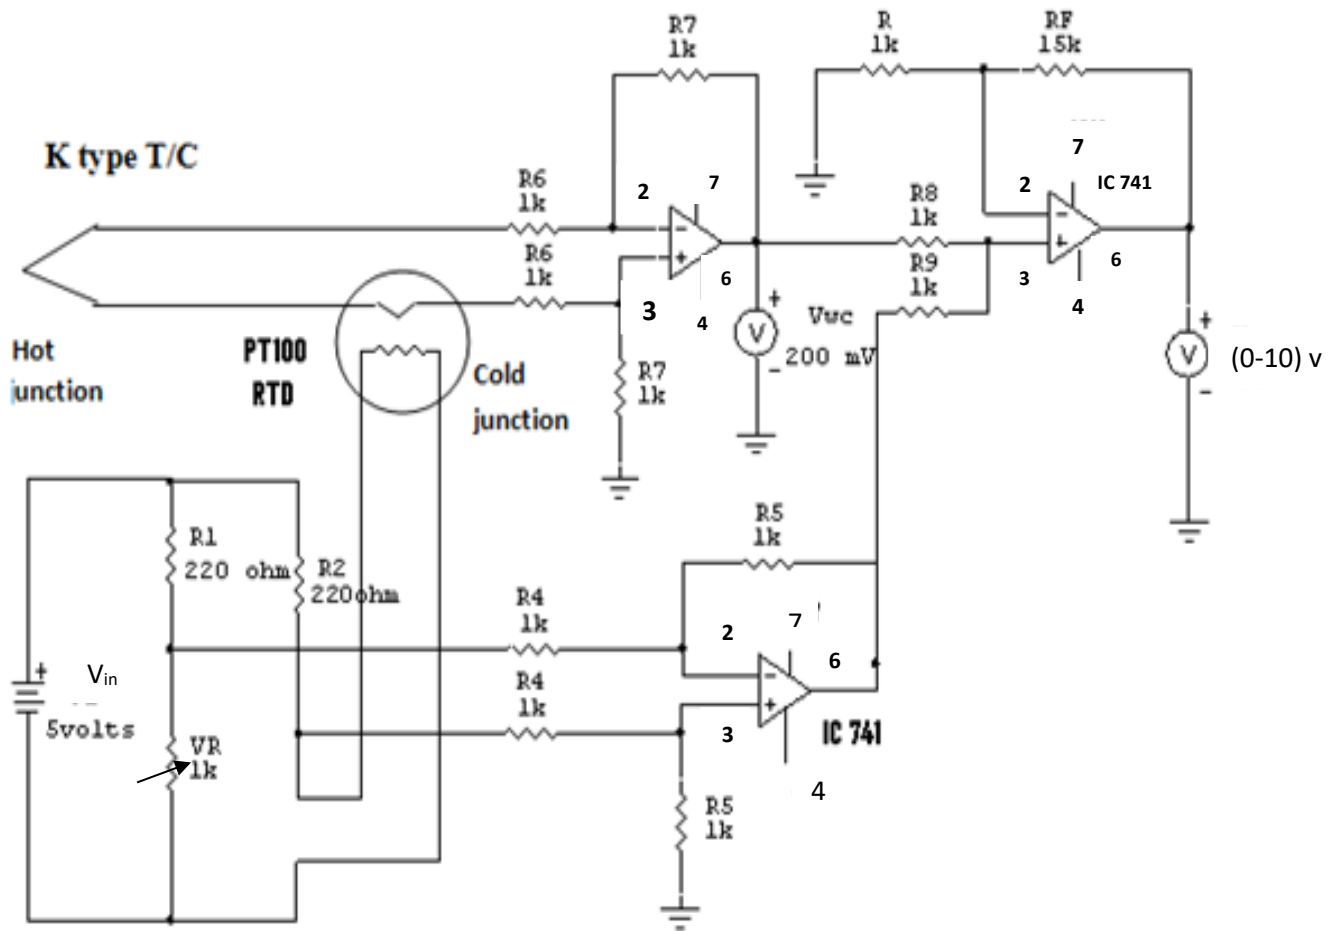 R7
1k
R
1k
RF
15k
K type T/C
7
IC 741
R6
1k
2
7
2
R8
1k
R6
1k
-
+
6
-
+
6
R9
1k
3
3
4
4
+
V
-
Vwc
200 mV
+
V
-
(0-10) v
Hot
junction
PT100
RTD
Cold
junction
R7
1k
R1
220 ohm
R2
220ohm
R5
1k
R4
1k
2
7
6
+
Vin
5volts
R4
1k
-
+
3
IC 741
VR
1k
4
R5
1k